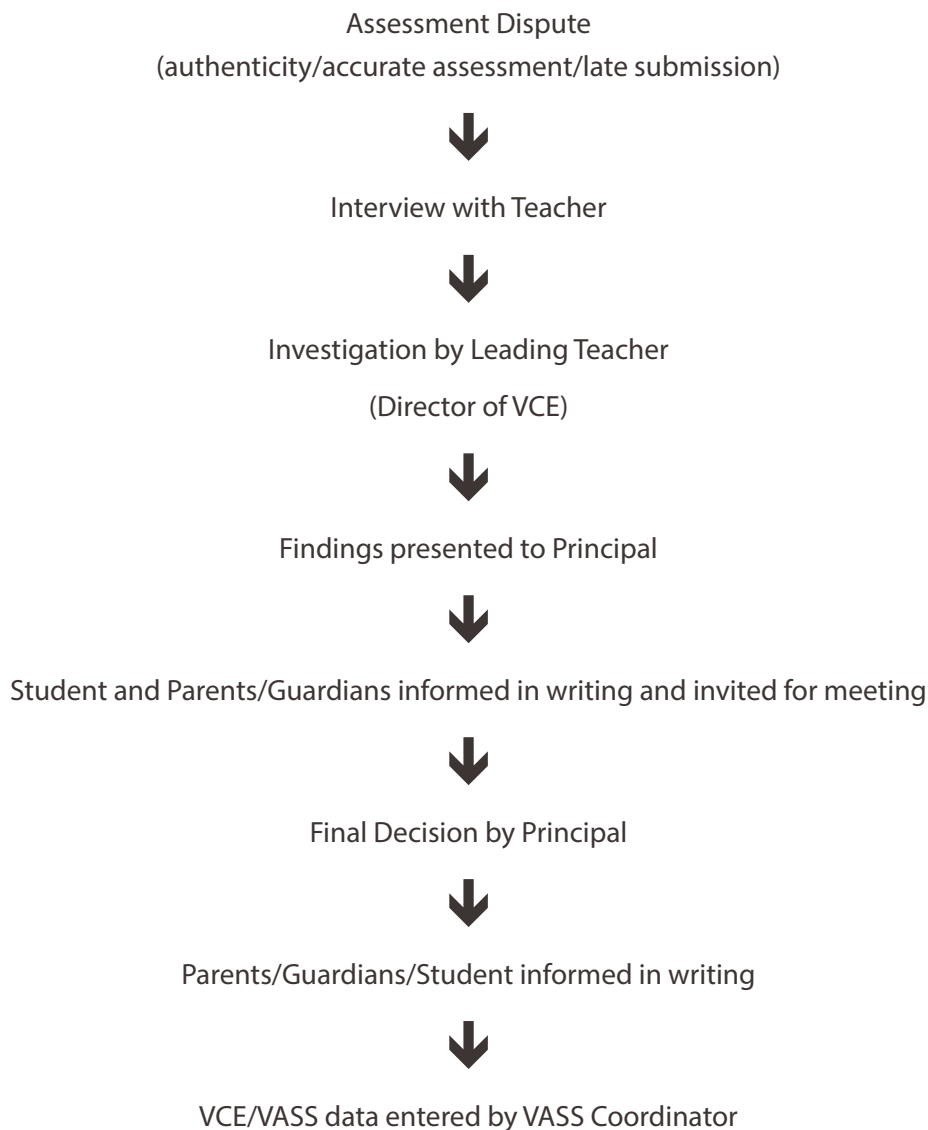 Assessment Dispute
(authenticity/accurate assessment/late submission)
Interview with Teacher
Investigation by Leading Teacher
(Director of VCE)
Findings presented to Principal
Student and Parents/Guardians informed in writing and invited for meeting
Final Decision by Principal
Parents/Guardians/Student informed in writing
VCE/VASS data entered by VASS Coordinator